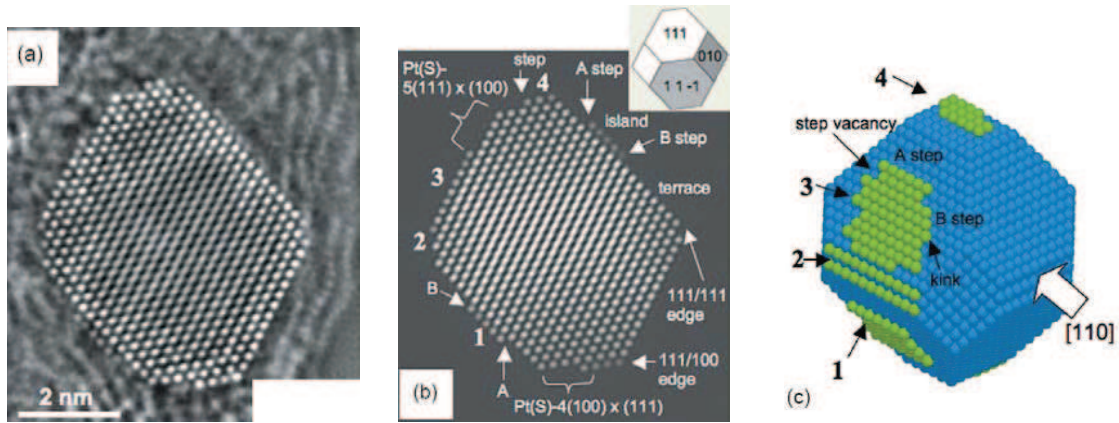 (a)
2 nm
Pt(S)-
5(111) x (100)
step
4
A step
island
B step
terrace
3
2
B
1
A
111/111
edge
111/100
edge
Pt(S)-4(100) x (111)
(b)
111
010
1 1 -1
4
step vacancy
A step
3
B step
2
kink
[110]
1
(c)